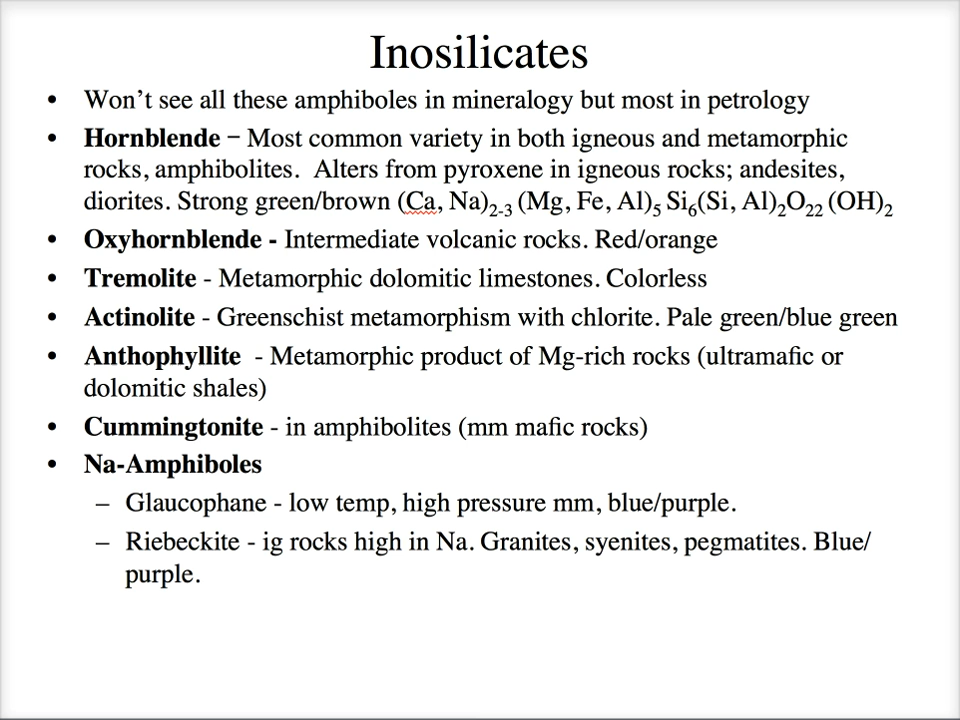 Inosilicates
• Won't see all these amphiboles in mineralogy but most in petrology
• Hornblende – Most common variety in both igneous and metamorphic
rocks, amphibolites.  Alters from pyroxene in igneous rocks; andesites,
diorites. Strong green/brown (Ca, Na)₂₋₃ (Mg, Fe, Al)₅ Si₆(Si, Al)₂O₂₂ (OH)₂
• Oxyhornblende - Intermediate volcanic rocks. Red/orange
• Tremolite - Metamorphic dolomitic limestones. Colorless
• Actinolite - Greenschist metamorphism with chlorite. Pale green/blue green
• Anthophyllite  - Metamorphic product of Mg-rich rocks (ultramafic or
dolomitic shales)
• Cummingtonite - in amphibolites (mm mafic rocks)
• Na-Amphiboles
– Glaucophane - low temp, high pressure mm, blue/purple.
– Riebeckite - ig rocks high in Na. Granites, syenites, pegmatites. Blue/
purple.